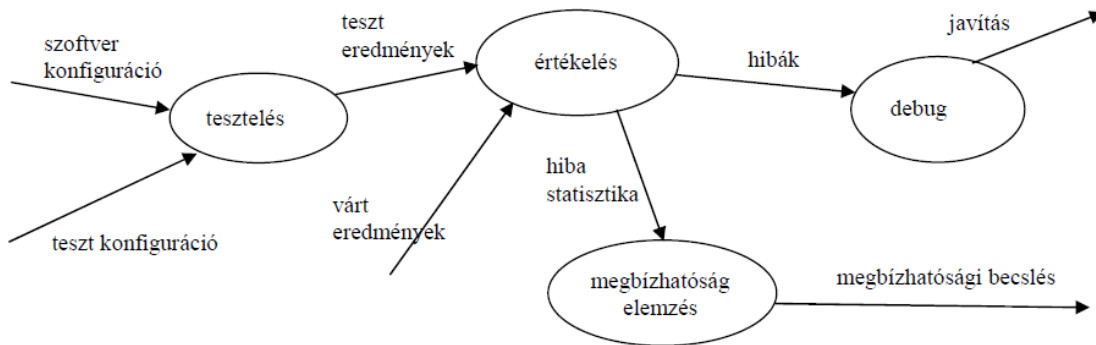 szoftver
konfiguráció
teszt
eredmények
javítás
tesztelés
értékelés
hibák
debug
teszt konfiguráció
várt
eredmények
hiba
statisztika
megbízhatóság
elemzés
megbízhatósági becslés